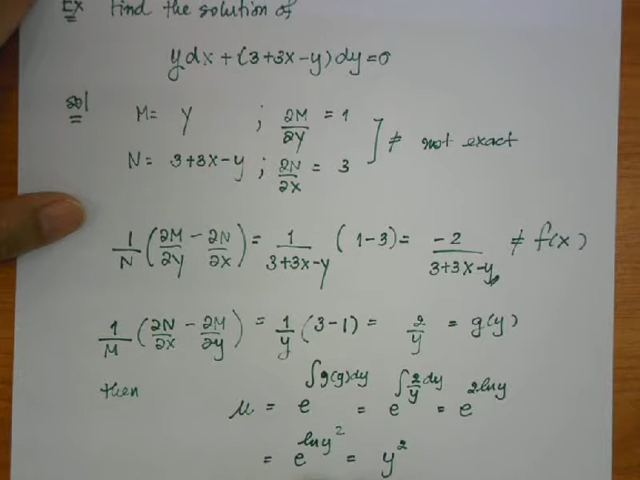 Ex Find the solution of
ydx + (3+3x-y)dy = 0
Sol M = y ; ∂M/∂y = 1
N = 3+3x-y ; ∂N/∂x = 3 ] ≠ not exact
1/N (∂M/∂y - ∂N/∂x) = 1/(3+3x-y) (1-3) = -2/(3+3x-y) ≠ f(x)
1/M (∂N/∂x - ∂M/∂y) = 1/y (3-1) = 2/y = g(y)
then μ = e^∫g(y)dy = e^∫2/y dy = e^2lny
= e^lny^2 = y^2